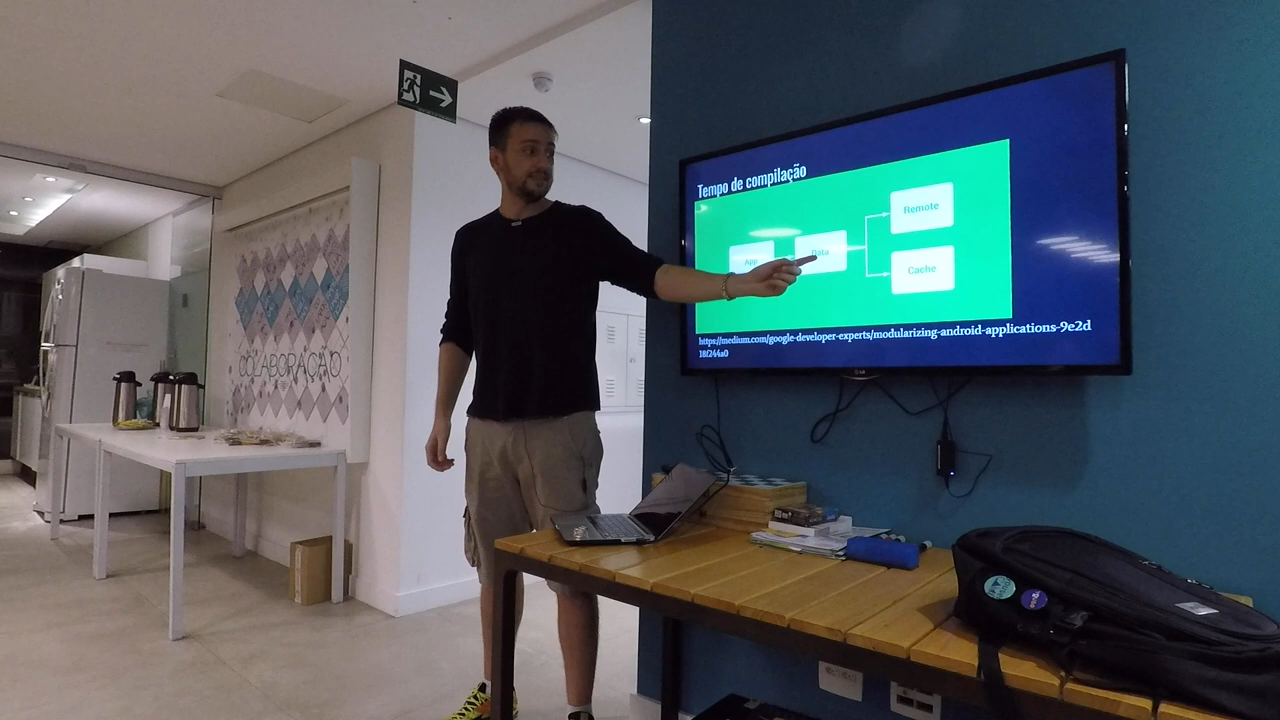 COLABORAÇÃO
Tempo de compilação
App
Data
Remote
Cache
https://medium.com/google-developer-experts/modularizing-android-applications-9e2d
18f244a0
LG